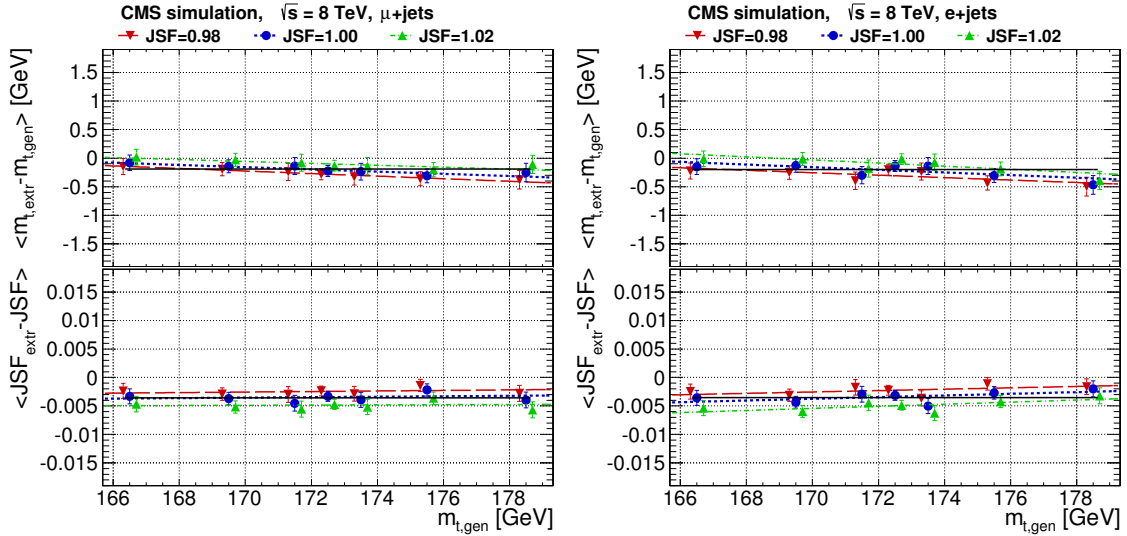 CMS simulation, √s = 8 TeV, μ+jets
JSF=0.98 JSF=1.00 JSF=1.02
<m_t,extr-m_t,gen> [GeV]
1.5
1
0.5
0
-0.5
-1
-1.5
<JSF_extr-JSF>
0.015
0.01
0.005
0
-0.005
-0.01
-0.015
166 168 170 172 174 176 178
m_t,gen [GeV]
CMS simulation, √s = 8 TeV, e+jets
JSF=0.98 JSF=1.00 JSF=1.02
<m_t,extr-m_t,gen> [GeV]
1.5
1
0.5
0
-0.5
-1
-1.5
<JSF_extr-JSF>
0.015
0.01
0.005
0
-0.005
-0.01
-0.015
166 168 170 172 174 176 178
m_t,gen [GeV]